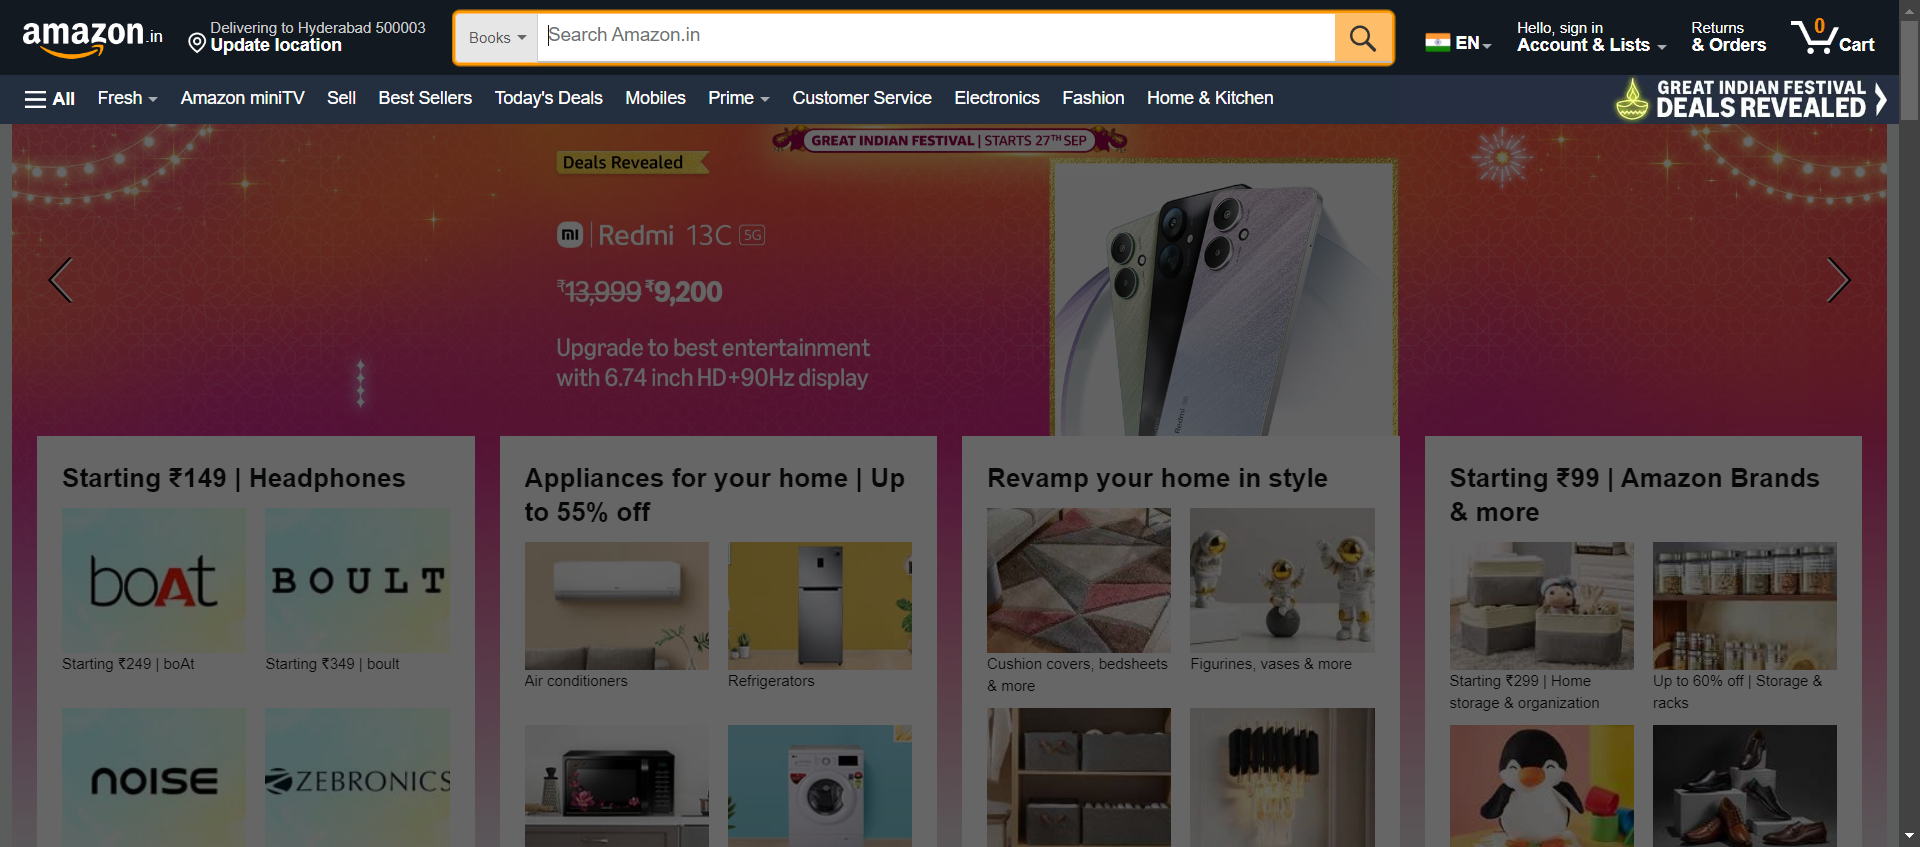 amazon.in
Delivering to Hyderabad 500003
Update location
Books
Search Amazon.in
EN
Hello, sign in
Account & Lists
Returns
& Orders
0
Cart
All
Fresh
Amazon miniTV
Sell
Best Sellers
Today's Deals
Mobiles
Prime
Customer Service
Electronics
Fashion
Home & Kitchen
GREAT INDIAN FESTIVAL
DEALS REVEALED
GREAT INDIAN FESTIVAL | STARTS 27TH SEP
Deals Revealed
mi | Redmi 13C 5G
₹13,999 ₹9,200
Upgrade to best entertainment
with 6.74 inch HD+90Hz display
Redmi
Starting ₹149 | Headphones
boAt
BOULT
Starting ₹249 | boAt
Starting ₹349 | boult
noise
ZEBRONICS
Appliances for your home | Up
to 55% off
Air conditioners
Refrigerators
Revamp your home in style
Cushion covers, bedsheets
& more
Figurines, vases & more
Starting ₹99 | Amazon Brands
& more
Starting ₹299 | Home
storage & organization
Up to 60% off | Storage &
racks